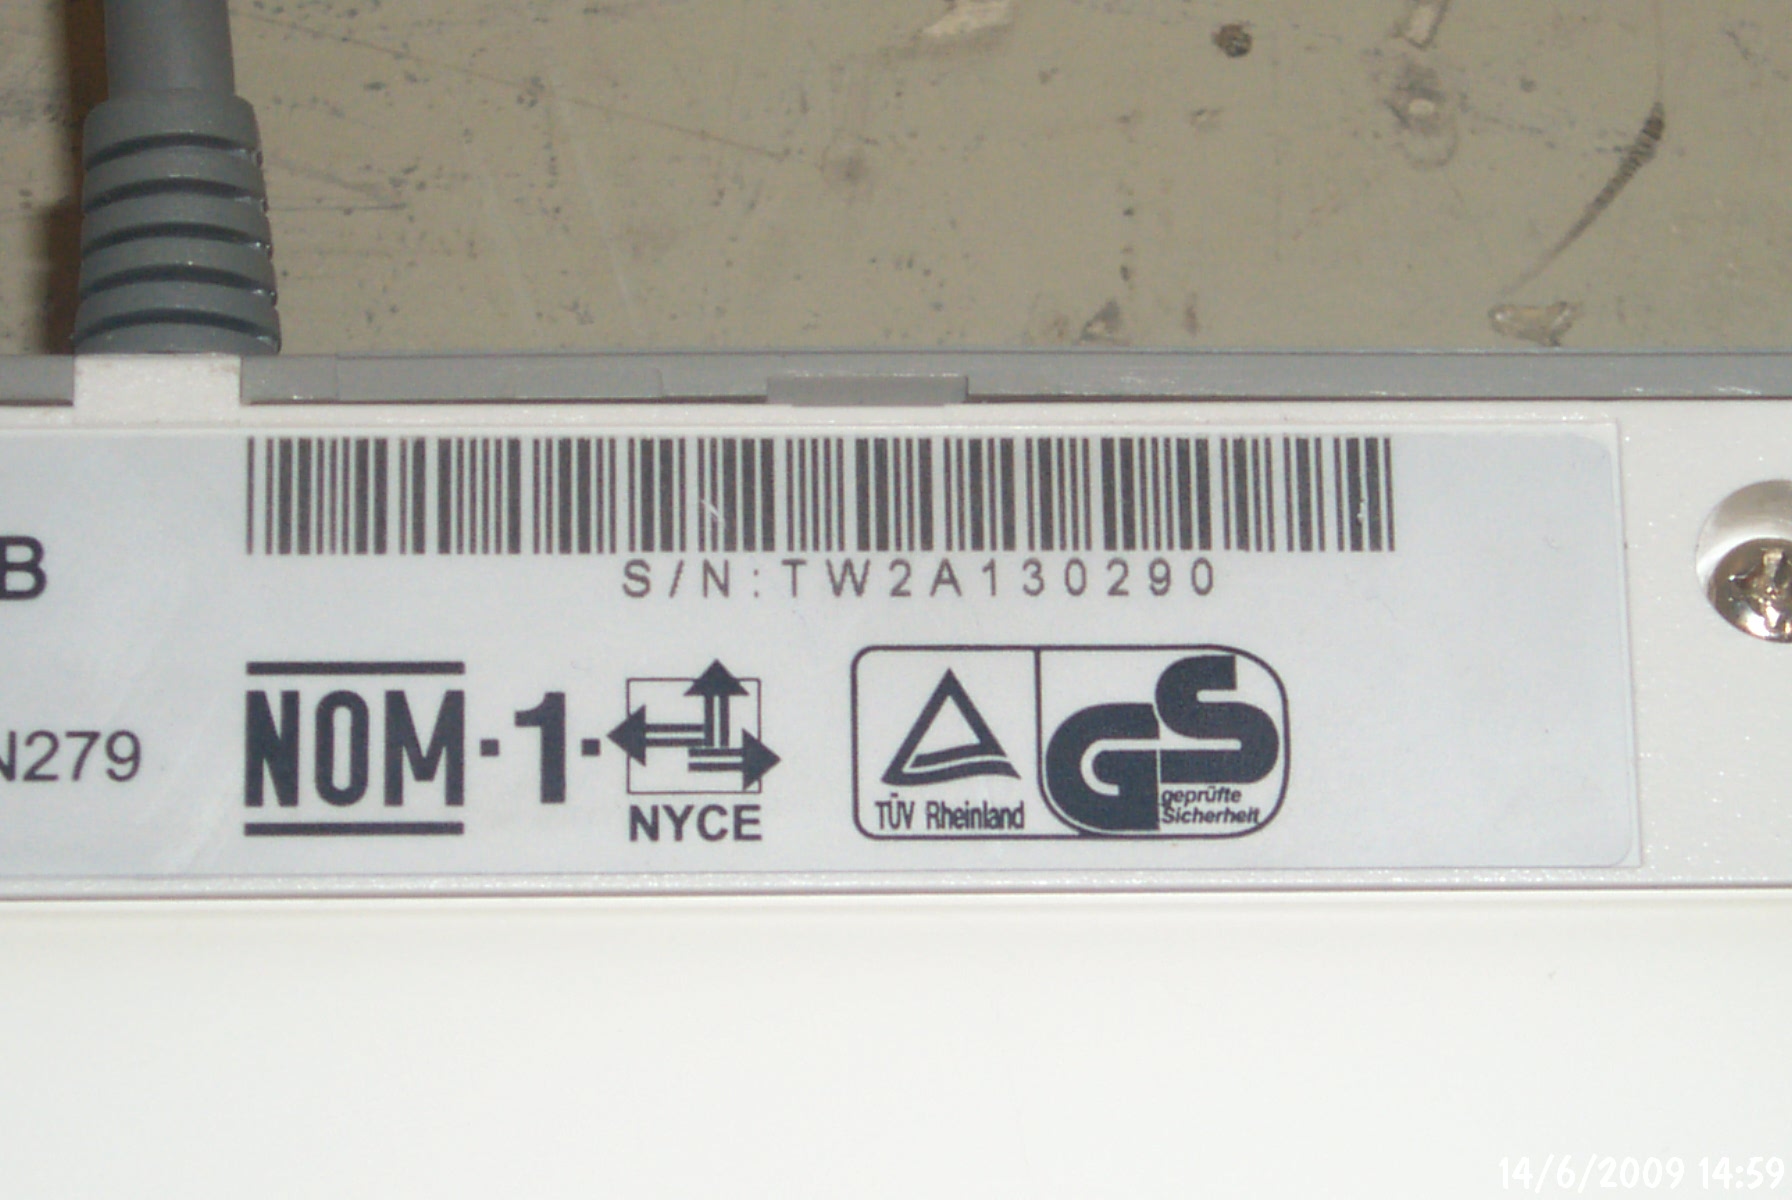 B
S/N:TW2A130290
N279
NOM·1·
NYCE
TÜV Rheinland
GS
geprüfte
Sicherheit
14/6/2009 14:59